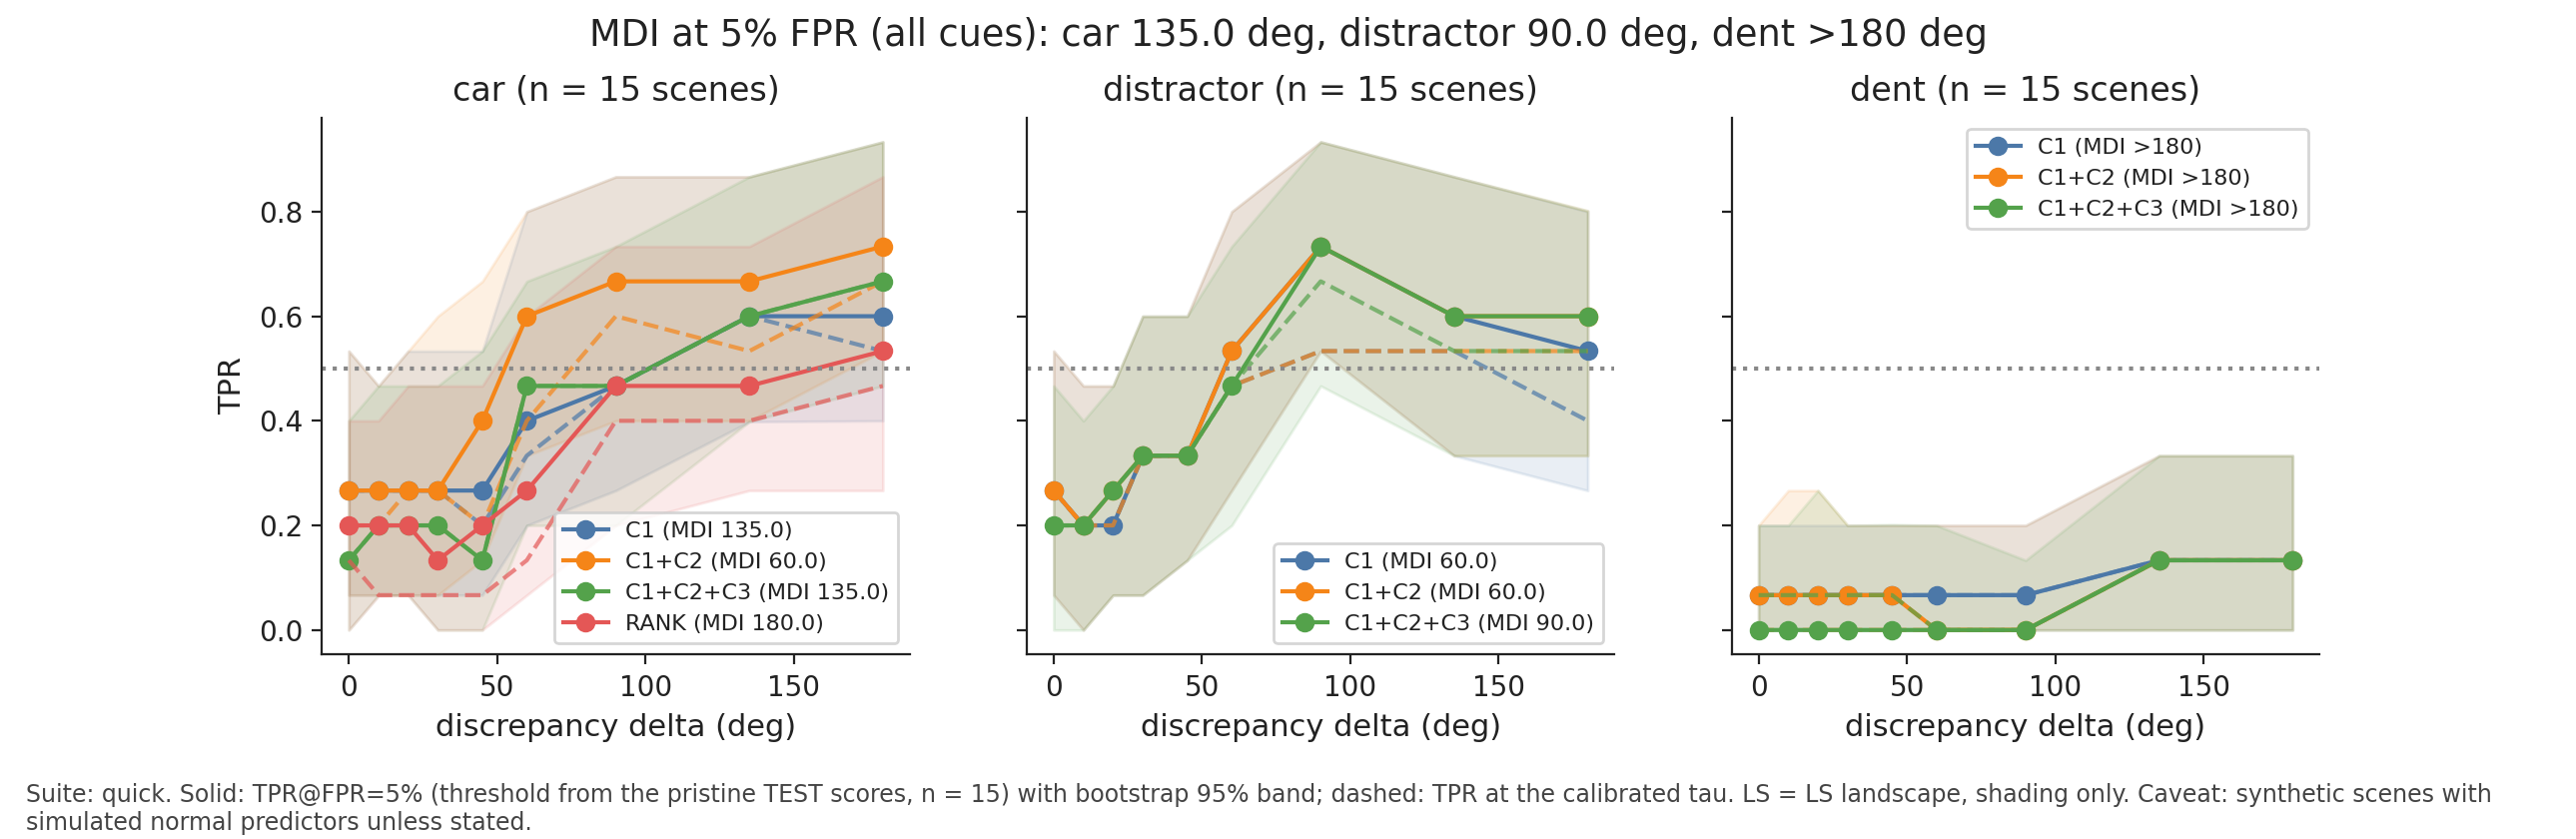 MDI at 5% FPR (all cues): car 135.0 deg, distractor 90.0 deg, dent >180 deg
car (n = 15 scenes)
distractor (n = 15 scenes)
dent (n = 15 scenes)
TPR
0.8
0.6
0.4
0.2
0.0
C1 (MDI 135.0)
C1+C2 (MDI 60.0)
C1+C2+C3 (MDI 135.0)
RANK (MDI 180.0)
C1 (MDI 60.0)
C1+C2 (MDI 60.0)
C1+C2+C3 (MDI 90.0)
C1 (MDI >180)
C1+C2 (MDI >180)
C1+C2+C3 (MDI >180)
0 50 100 150
0 50 100 150
0 50 100 150
discrepancy delta (deg)
discrepancy delta (deg)
discrepancy delta (deg)
Suite: quick. Solid: TPR@FPR=5% (threshold from the pristine TEST scores, n = 15) with bootstrap 95% band; dashed: TPR at the calibrated tau. LS = LS landscape, shading only. Caveat: synthetic scenes with
simulated normal predictors unless stated.